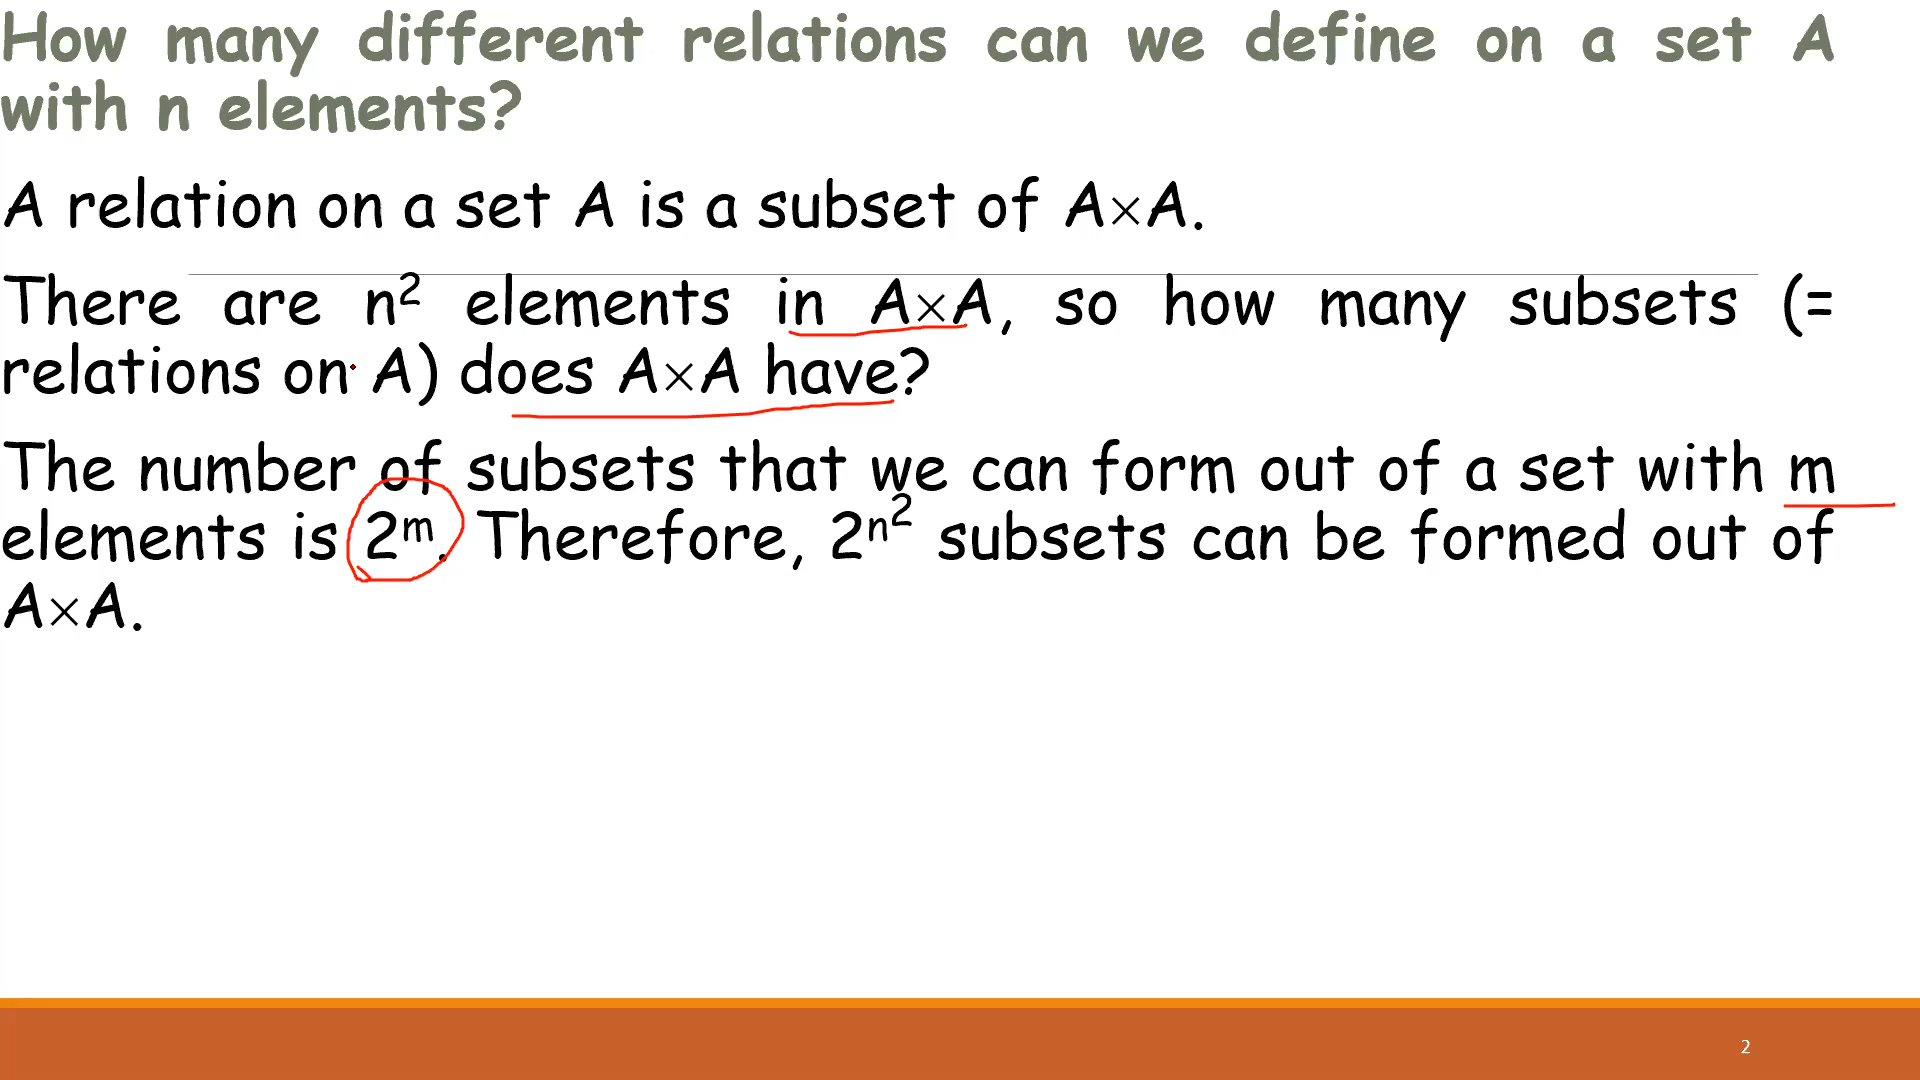 How many different relations can we define on a set A
with n elements?
A relation on a set A is a subset of A×A.
There are n² elements in A×A, so how many subsets (=
relations on A) does A×A have?
The number of subsets that we can form out of a set with m
elements is 2ᵐ. Therefore, 2ⁿ² subsets can be formed out of
A×A.
2